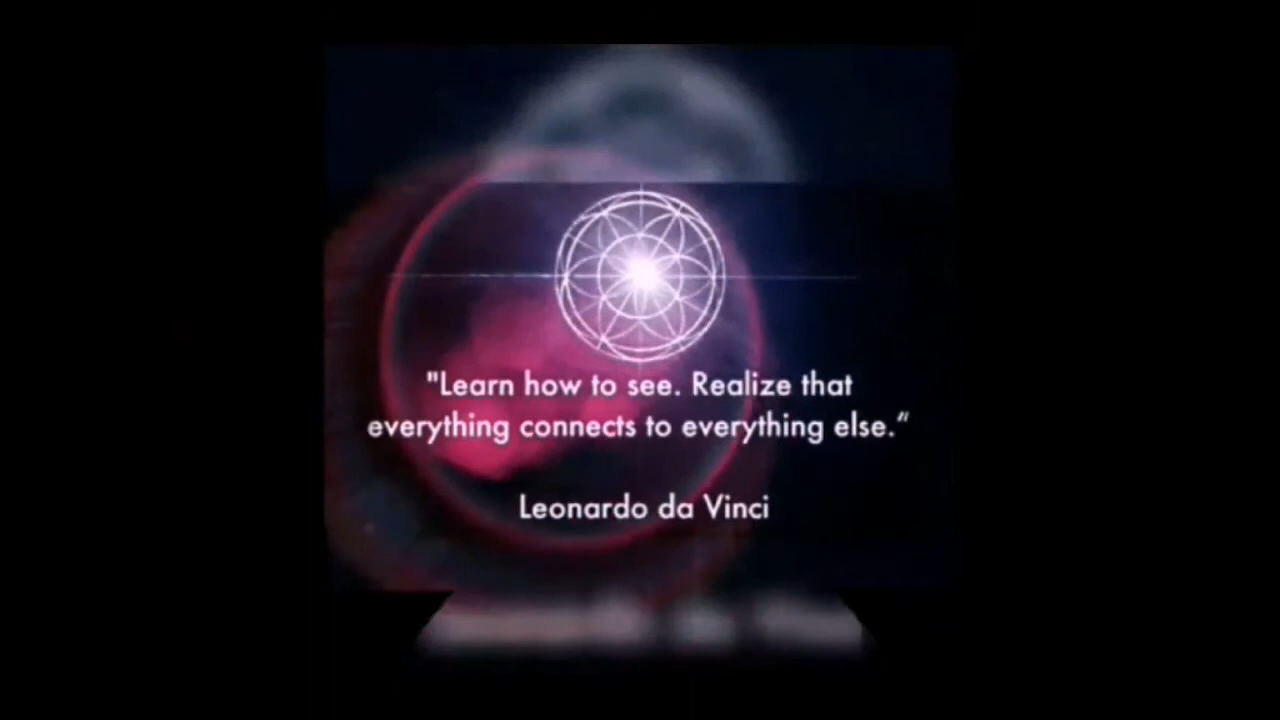 "Learn how to see. Realize that
everything connects to everything else.”
Leonardo da Vinci